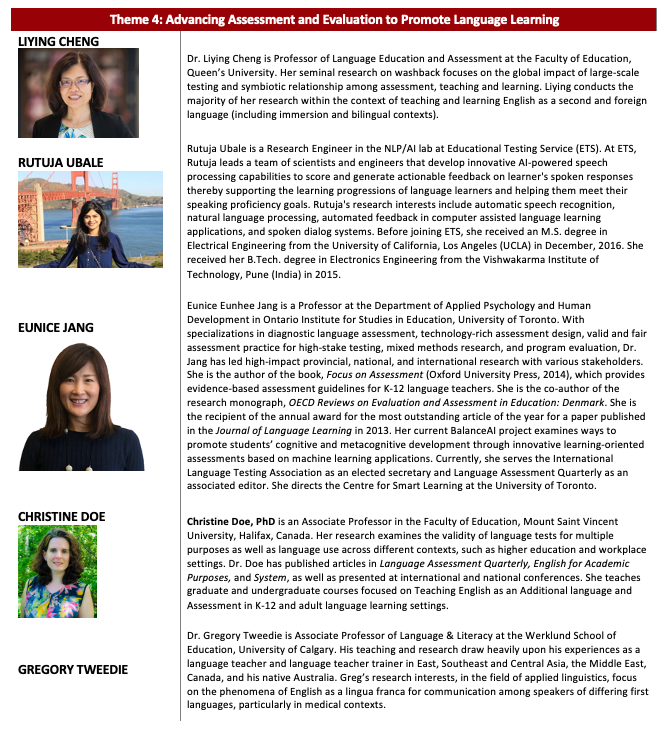 Theme 4: Advancing Assessment and Evaluation to Promote Language Learning
LIYING CHENG
Dr. Liying Cheng is Professor of Language Education and Assessment at the Faculty of Education,
Queen's University. Her seminal research on washback focuses on the global impact of large-scale
testing and symbiotic relationship among assessment, teaching and learning. Liying conducts the
majority of her research within the context of teaching and learning English as a second and foreign
language (including immersion and bilingual contexts).
RUTUJA UBALE
Rutuja Ubale is a Research Engineer in the NLP/AI lab at Educational Testing Service (ETS). At ETS,
Rutuja leads a team of scientists and engineers that develop innovative AI-powered speech
processing capabilities to score and generate actionable feedback on learner's spoken responses
thereby supporting the learning progressions of language learners and helping them meet their
speaking proficiency goals. Rutuja's research interests include automatic speech recognition,
natural language processing, automated feedback in computer assisted language learning
applications, and spoken dialog systems. Before joining ETS, she received an M.S. degree in
Electrical Engineering from the University of California, Los Angeles (UCLA) in December, 2016. She
received her B.Tech. degree in Electronics Engineering from the Vishwakarma Institute of
Technology, Pune (India) in 2015.
EUNICE JANG
Eunice Eunhee Jang is a Professor at the Department of Applied Psychology and Human
Development in Ontario Institute for Studies in Education, University of Toronto. With
specializations in diagnostic language assessment, technology-rich assessment design, valid and fair
assessment practice for high-stake testing, mixed methods research, and program evaluation, Dr.
Jang has led high-impact provincial, national, and international research with various stakeholders.
She is the author of the book, Focus on Assessment (Oxford University Press, 2014), which provides
evidence-based assessment guidelines for K-12 language teachers. She is the co-author of the
research monograph, OECD Reviews on Evaluation and Assessment in Education: Denmark. She is
the recipient of the annual award for the most outstanding article of the year for a paper published
in the Journal of Language Learning in 2013. Her current BalanceAI project examines ways to
promote students' cognitive and metacognitive development through innovative learning-oriented
assessments based on machine learning applications. Currently, she serves the International
Language Testing Association as an elected secretary and Language Assessment Quarterly as an
associated editor. She directs the Centre for Smart Learning at the University of Toronto.
CHRISTINE DOE
Christine Doe, PhD is an Associate Professor in the Faculty of Education, Mount Saint Vincent
University, Halifax, Canada. Her research examines the validity of language tests for multiple
purposes as well as language use across different contexts, such as higher education and workplace
settings. Dr. Doe has published articles in Language Assessment Quarterly, English for Academic
Purposes, and System, as well as presented at international and national conferences. She teaches
graduate and undergraduate courses focused on Teaching English as an Additional language and
Assessment in K-12 and adult language learning settings.
GREGORY TWEEDIE
Dr. Gregory Tweedie is Associate Professor of Language & Literacy at the Werklund School of
Education, University of Calgary. His teaching and research draw heavily upon his experiences as a
language teacher and language teacher trainer in East, Southeast and Central Asia, the Middle East,
Canada, and his native Australia. Greg's research interests, in the field of applied linguistics, focus
on the phenomena of English as a lingua franca for communication among speakers of differing first
languages, particularly in medical contexts.